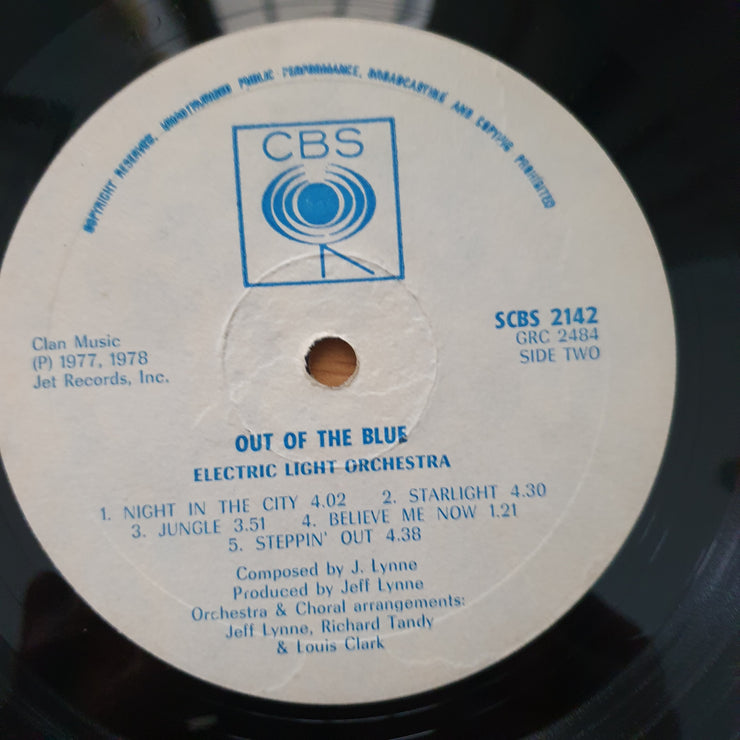 COPYRIGHT RESERVED. UNAUTHORISED PUBLIC PERFORMANCE, BROADCASTING AND COPYING PROHIBITED
CBS
SCBS 2142
GRC 2484
SIDE TWO
Clan Music
(P) 1977, 1978
Jet Records, Inc.
OUT OF THE BLUE
ELECTRIC LIGHT ORCHESTRA
1. NIGHT IN THE CITY 4.02 2. STARLIGHT 4.30
3. JUNGLE 3.51 4. BELIEVE ME NOW 1.21
5. STEPPIN' OUT 4.38
Composed by J. Lynne
Produced by Jeff Lynne
Orchestra & Choral arrangements:
Jeff Lynne, Richard Tandy
& Louis Clark